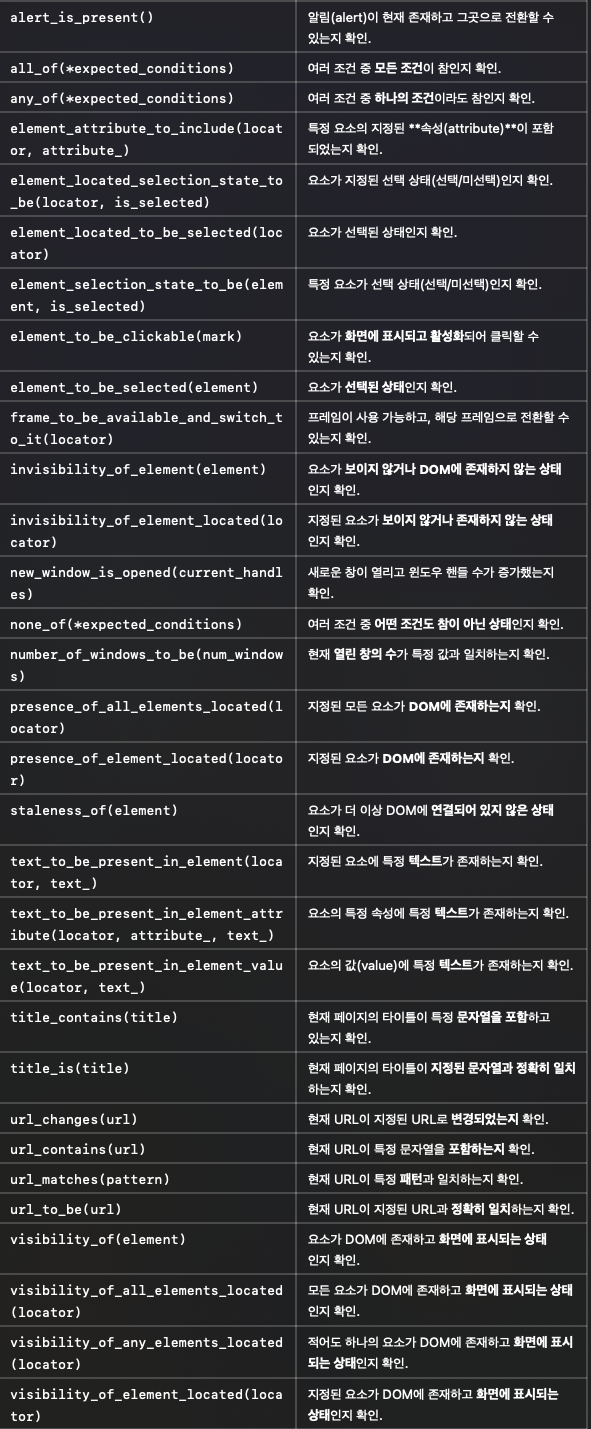 alert_is_present()
알림(alert)이 현재 존재하고 그곳으로 전환할 수
있는지 확인.
all_of(*expected_conditions)
여러 조건 중 모든 조건이 참인지 확인.
any_of(*expected_conditions)
여러 조건 중 하나의 조건이라도 참인지 확인.
element_attribute_to_include(locat
or, attribute_)
특정 요소의 지정된 **속성(attribute)**이 포함
되었는지 확인.
element_located_selection_state_to
_be(locator, is_selected)
요소가 지정된 선택 상태(선택/미선택)인지 확인.
element_located_to_be_selected(loc
ator)
요소가 선택된 상태인지 확인.
element_selection_state_to_be(elem
ent, is_selected)
특정 요소가 선택 상태(선택/미선택)인지 확인.
element_to_be_clickable(mark)
요소가 화면에 표시되고 활성화되어 클릭할 수
있는지 확인.
element_to_be_selected(element)
요소가 선택된 상태인지 확인.
frame_to_be_available_and_switch_t
o_it(locator)
프레임이 사용 가능하고, 해당 프레임으로 전환할 수
있는지 확인.
invisibility_of_element(element)
요소가 보이지 않거나 DOM에 존재하지 않는 상태
인지 확인.
invisibility_of_element_located(lo
cator)
지정된 요소가 보이지 않거나 존재하지 않는 상태
인지 확인.
new_window_is_opened(current_handl
es)
새로운 창이 열리고 윈도우 핸들 수가 증가했는지
확인.
none_of(*expected_conditions)
여러 조건 중 어떤 조건도 참이 아닌 상태인지 확인.
number_of_windows_to_be(num_window
s)
현재 열린 창의 수가 특정 값과 일치하는지 확인.
presence_of_all_elements_located(l
ocator)
지정된 모든 요소가 DOM에 존재하는지 확인.
presence_of_element_located(locato
r)
지정된 요소가 DOM에 존재하는지 확인.
staleness_of(element)
요소가 더 이상 DOM에 연결되어 있지 않은 상태
인지 확인.
text_to_be_present_in_element(loca
tor, text_)
지정된 요소에 특정 텍스트가 존재하는지 확인.
text_to_be_present_in_element_attr
ibute(locator, attribute_, text_)
요소의 특정 속성에 특정 텍스트가 존재하는지 확인.
text_to_be_present_in_element_valu
e(locator, text_)
요소의 값(value)에 특정 텍스트가 존재하는지 확인.
title_contains(title)
현재 페이지의 타이틀이 특정 문자열을 포함하고
있는지 확인.
title_is(title)
현재 페이지의 타이틀이 지정된 문자열과 정확히 일치
하는지 확인.
url_changes(url)
현재 URL이 지정된 URL로 변경되었는지 확인.
url_contains(url)
현재 URL이 특정 문자열을 포함하는지 확인.
url_matches(pattern)
현재 URL이 특정 패턴과 일치하는지 확인.
url_to_be(url)
현재 URL이 지정된 URL과 정확히 일치하는지 확인.
visibility_of(element)
요소가 DOM에 존재하고 화면에 표시되는 상태
인지 확인.
visibility_of_all_elements_located
(locator)
모든 요소가 DOM에 존재하고 화면에 표시되는 상태
인지 확인.
visibility_of_any_elements_located
(locator)
적어도 하나의 요소가 DOM에 존재하고 화면에 표시
되는 상태인지 확인.
visibility_of_element_located(loca
tor)
지정된 요소가 DOM에 존재하고 화면에 표시되는
상태인지 확인.